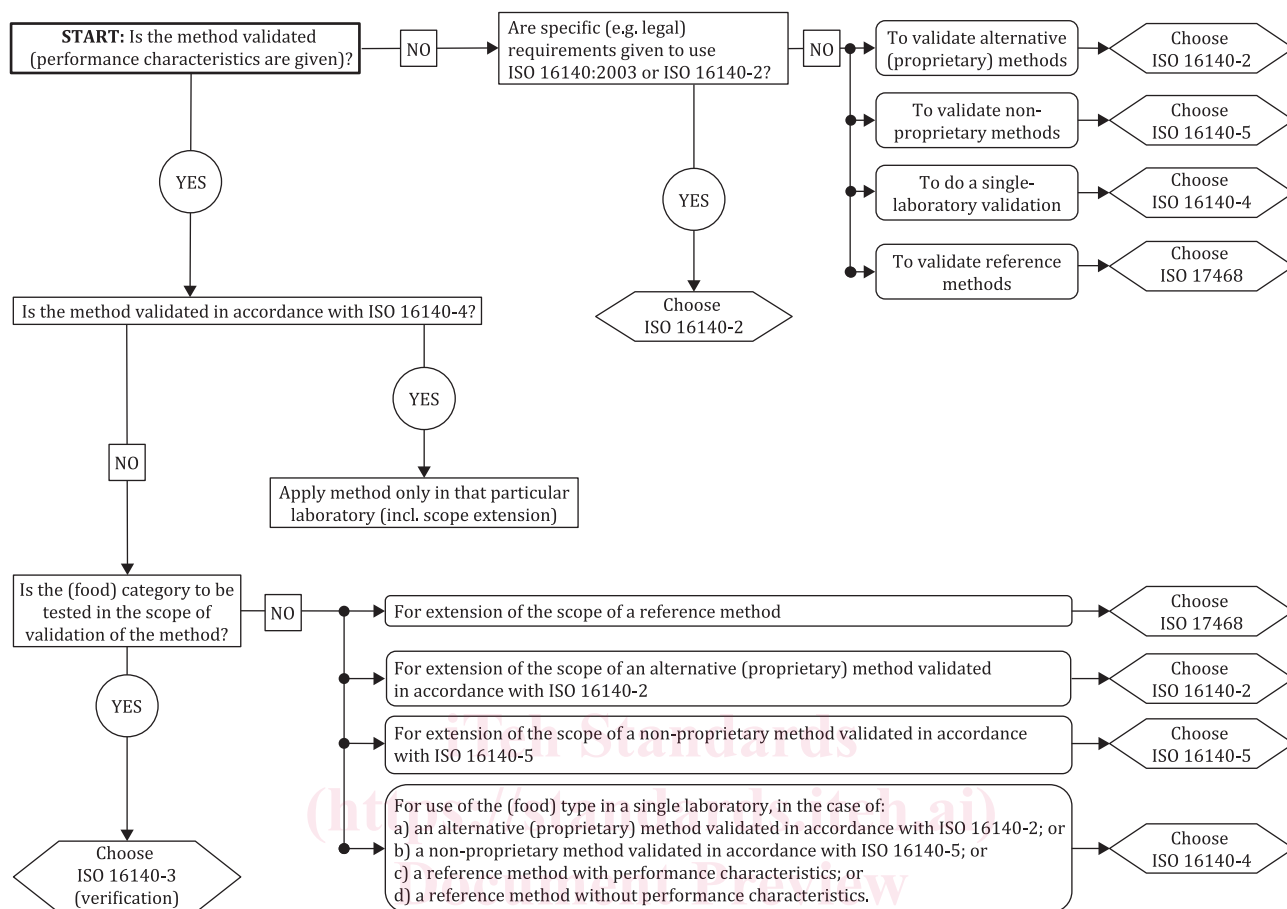 START: Is the method validated
(performance characteristics are given)?
NO
Are specific (e.g. legal)
requirements given to use
ISO 16140:2003 or ISO 16140-2?
NO
To validate alternative
(proprietary) methods
Choose
ISO 16140-2
To validate non-
proprietary methods
Choose
ISO 16140-5
To do a single-
laboratory validation
Choose
ISO 16140-4
To validate reference
methods
Choose
ISO 17468
YES
YES
Choose
ISO 16140-2
Is the method validated in accordance with ISO 16140-4?
YES
NO
Apply method only in that particular
laboratory (incl. scope extension)
Is the (food) category to be
tested in the scope of
validation of the method?
NO
For extension of the scope of a reference method
Choose
ISO 17468
For extension of the scope of an alternative (proprietary) method validated
in accordance with ISO 16140-2
Choose
ISO 16140-2
For extension of the scope of a non-proprietary method validated in accordance
with ISO 16140-5
Choose
ISO 16140-5
For use of the (food) type in a single laboratory, in the case of:
a) an alternative (proprietary) method validated in accordance with ISO 16140-2; or
b) a non-proprietary method validated in accordance with ISO 16140-5; or
c) a reference method with performance characteristics; or
d) a reference method without performance characteristics.
Choose
ISO 16140-4
YES
Choose
ISO 16140-3
(verification)
iTeh Standards
(https://standards.iteh.ai)
Document Preview